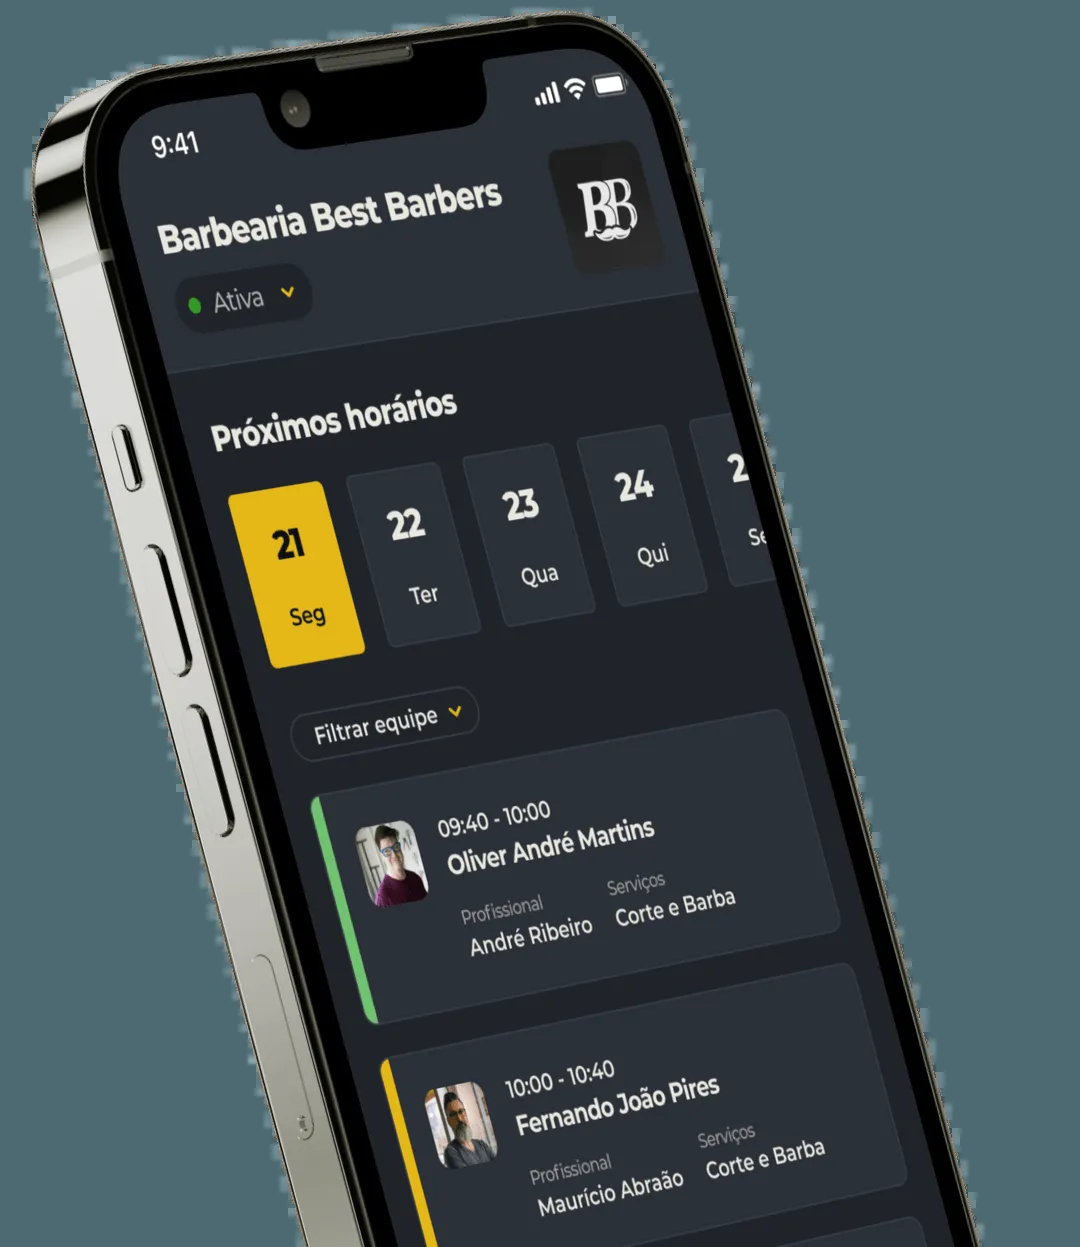 9:41
Barbearia Best Barbers
BB
Ativa
Próximos horários
21
Seg
22
Ter
23
Qua
24
Qui
Filtrar equipe
09:40 - 10:00
Oliver André Martins
Profissional
Serviços
André Ribeiro
Corte e Barba
10:00 - 10:40
Fernando João Pires
Profissional
Serviços
Maurício Abraão
Corte e Barba